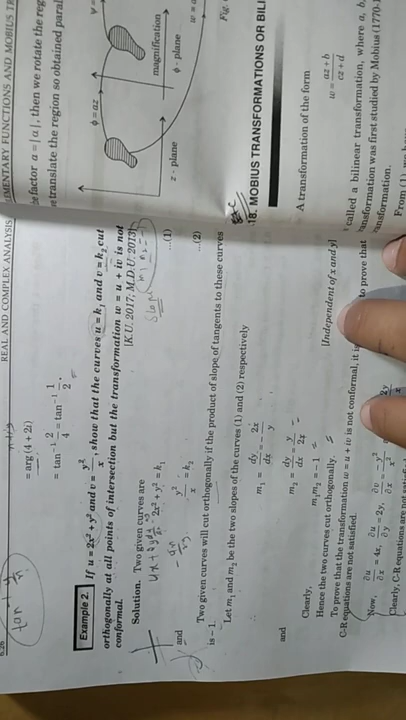 5.26
REAL AND COMPLEX ANALYSIS
= arg (4 + 2i)
= tan⁻¹ 2/4 = tan⁻¹ 1/2.
Example 2. If u = 2x² + y² and v = y²/x, show that the curves u = k₁ and v = k₂ cut
orthogonally at all points of intersection but the transformation w = u + iv is not
conformal.
[K.U. 2017; M.D.U. 2013]
Solution. Two given curves are
2x² + y² = k₁ ...(1)
and y²/x = k₂ ...(2)
Two given curves will cut orthogonally if the product of slope of tangents to these curves
is – 1.
Let m₁ and m₂ be the two slopes of the curves (1) and (2) respectively
∴ m₁ = dy/dx = – 2x/y
and m₂ = dy/dx = y/2x
Clearly, m₁m₂ = – 1 [Independent of x and y]
Hence the two curves cut orthogonally.
To prove that the transformation w = u + iv is not conformal, it is to prove that
C-R equations are not satisfied.
Now, ∂u/∂x = 4x, ∂u/∂y = 2y, ∂v/∂x = –y²/x², 2y/x
Clearly, C-R equations are not satisfied
EMENTARY FUNCTIONS AND MOBIUS TR
factor a = |a|, then we rotate the reg
translate the region so obtained paral
ϕ = az
magnification
z - plane
ϕ - plane
Fig.
18. MOBIUS TRANSFORMATIONS OR BILI
A transformation of the form
w = az + b / cz + d
called a bilinear transformation, where a, b,
ansformation was first studied by Mobius (1770-1
ansformation.
From (1), we h